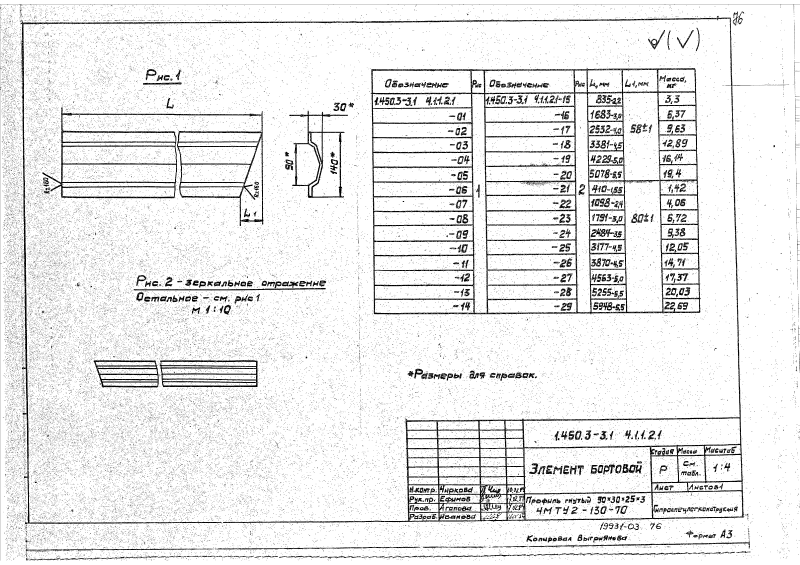 76
√(√)
Рис.1
L
30*
90*
140*
L1
Рис. 2 - зеркальное отражение
Остальное - см. рис 1
М 1:10
Обозначение Рис Обозначение Рис L, мм L1, мм Масса, кг
1.450.3-3.1 4.1.1.2.1 1 1.450.3-3.1 4.1.1.2.1-15 2 835-2,2 58±1 3,3
-01 -16 1683-3,0 6,37
-02 -17 2532-4,0 9,63
-03 -18 3381-4,5 12,89
-04 -19 4229-5,0 16,14
-05 -20 5078-5,5 19,4
-06 -21 410-1,55 80±1 1,42
-07 -22 1098-2,4 4,06
-08 -23 1791-3,0 6,72
-09 -24 2484-3,5 9,38
-10 -25 3177-4,5 12,05
-11 -26 3870-4,5 14,71
-12 -27 4563-5,0 17,37
-13 -28 5255-5,5 20,03
-14 -29 5948-5,5 22,69
*Размеры для справок.
1.450.3-3.1 4.1.1.2.1
Элемент бортовой
Стадия Масса Масштаб
Р см. табл. 1:4
Лист Листов 1
Н.контр. Чиркова
Рук.пр. Ефимов
Пров. Агапова
Разраб. Иванова
Профиль гнутый 90×30×25×3
ЧМТУ 2-130-70
Гипроспецлегконструкция
19931-03 76
Копировал Выгриянова Формат А3